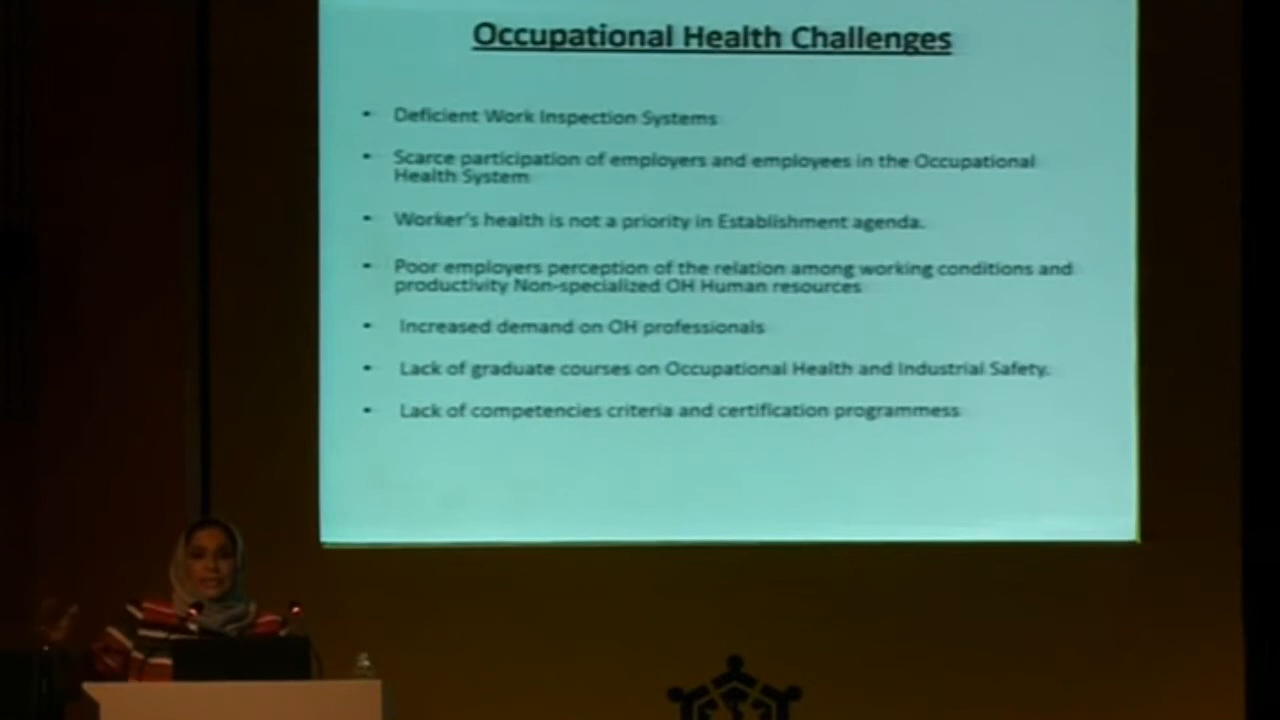 Occupational Health Challenges
• Deficient Work Inspection Systems
• Scarce participation of employers and employees in the Occupational
Health System
• Worker's health is not a priority in Establishment agenda.
• Poor employers perception of the relation among working conditions and
productivity Non-specialized OH Human resources
• Increased demand on OH professionals
• Lack of graduate courses on Occupational Health and Industrial Safety.
• Lack of competencies criteria and certification programmess